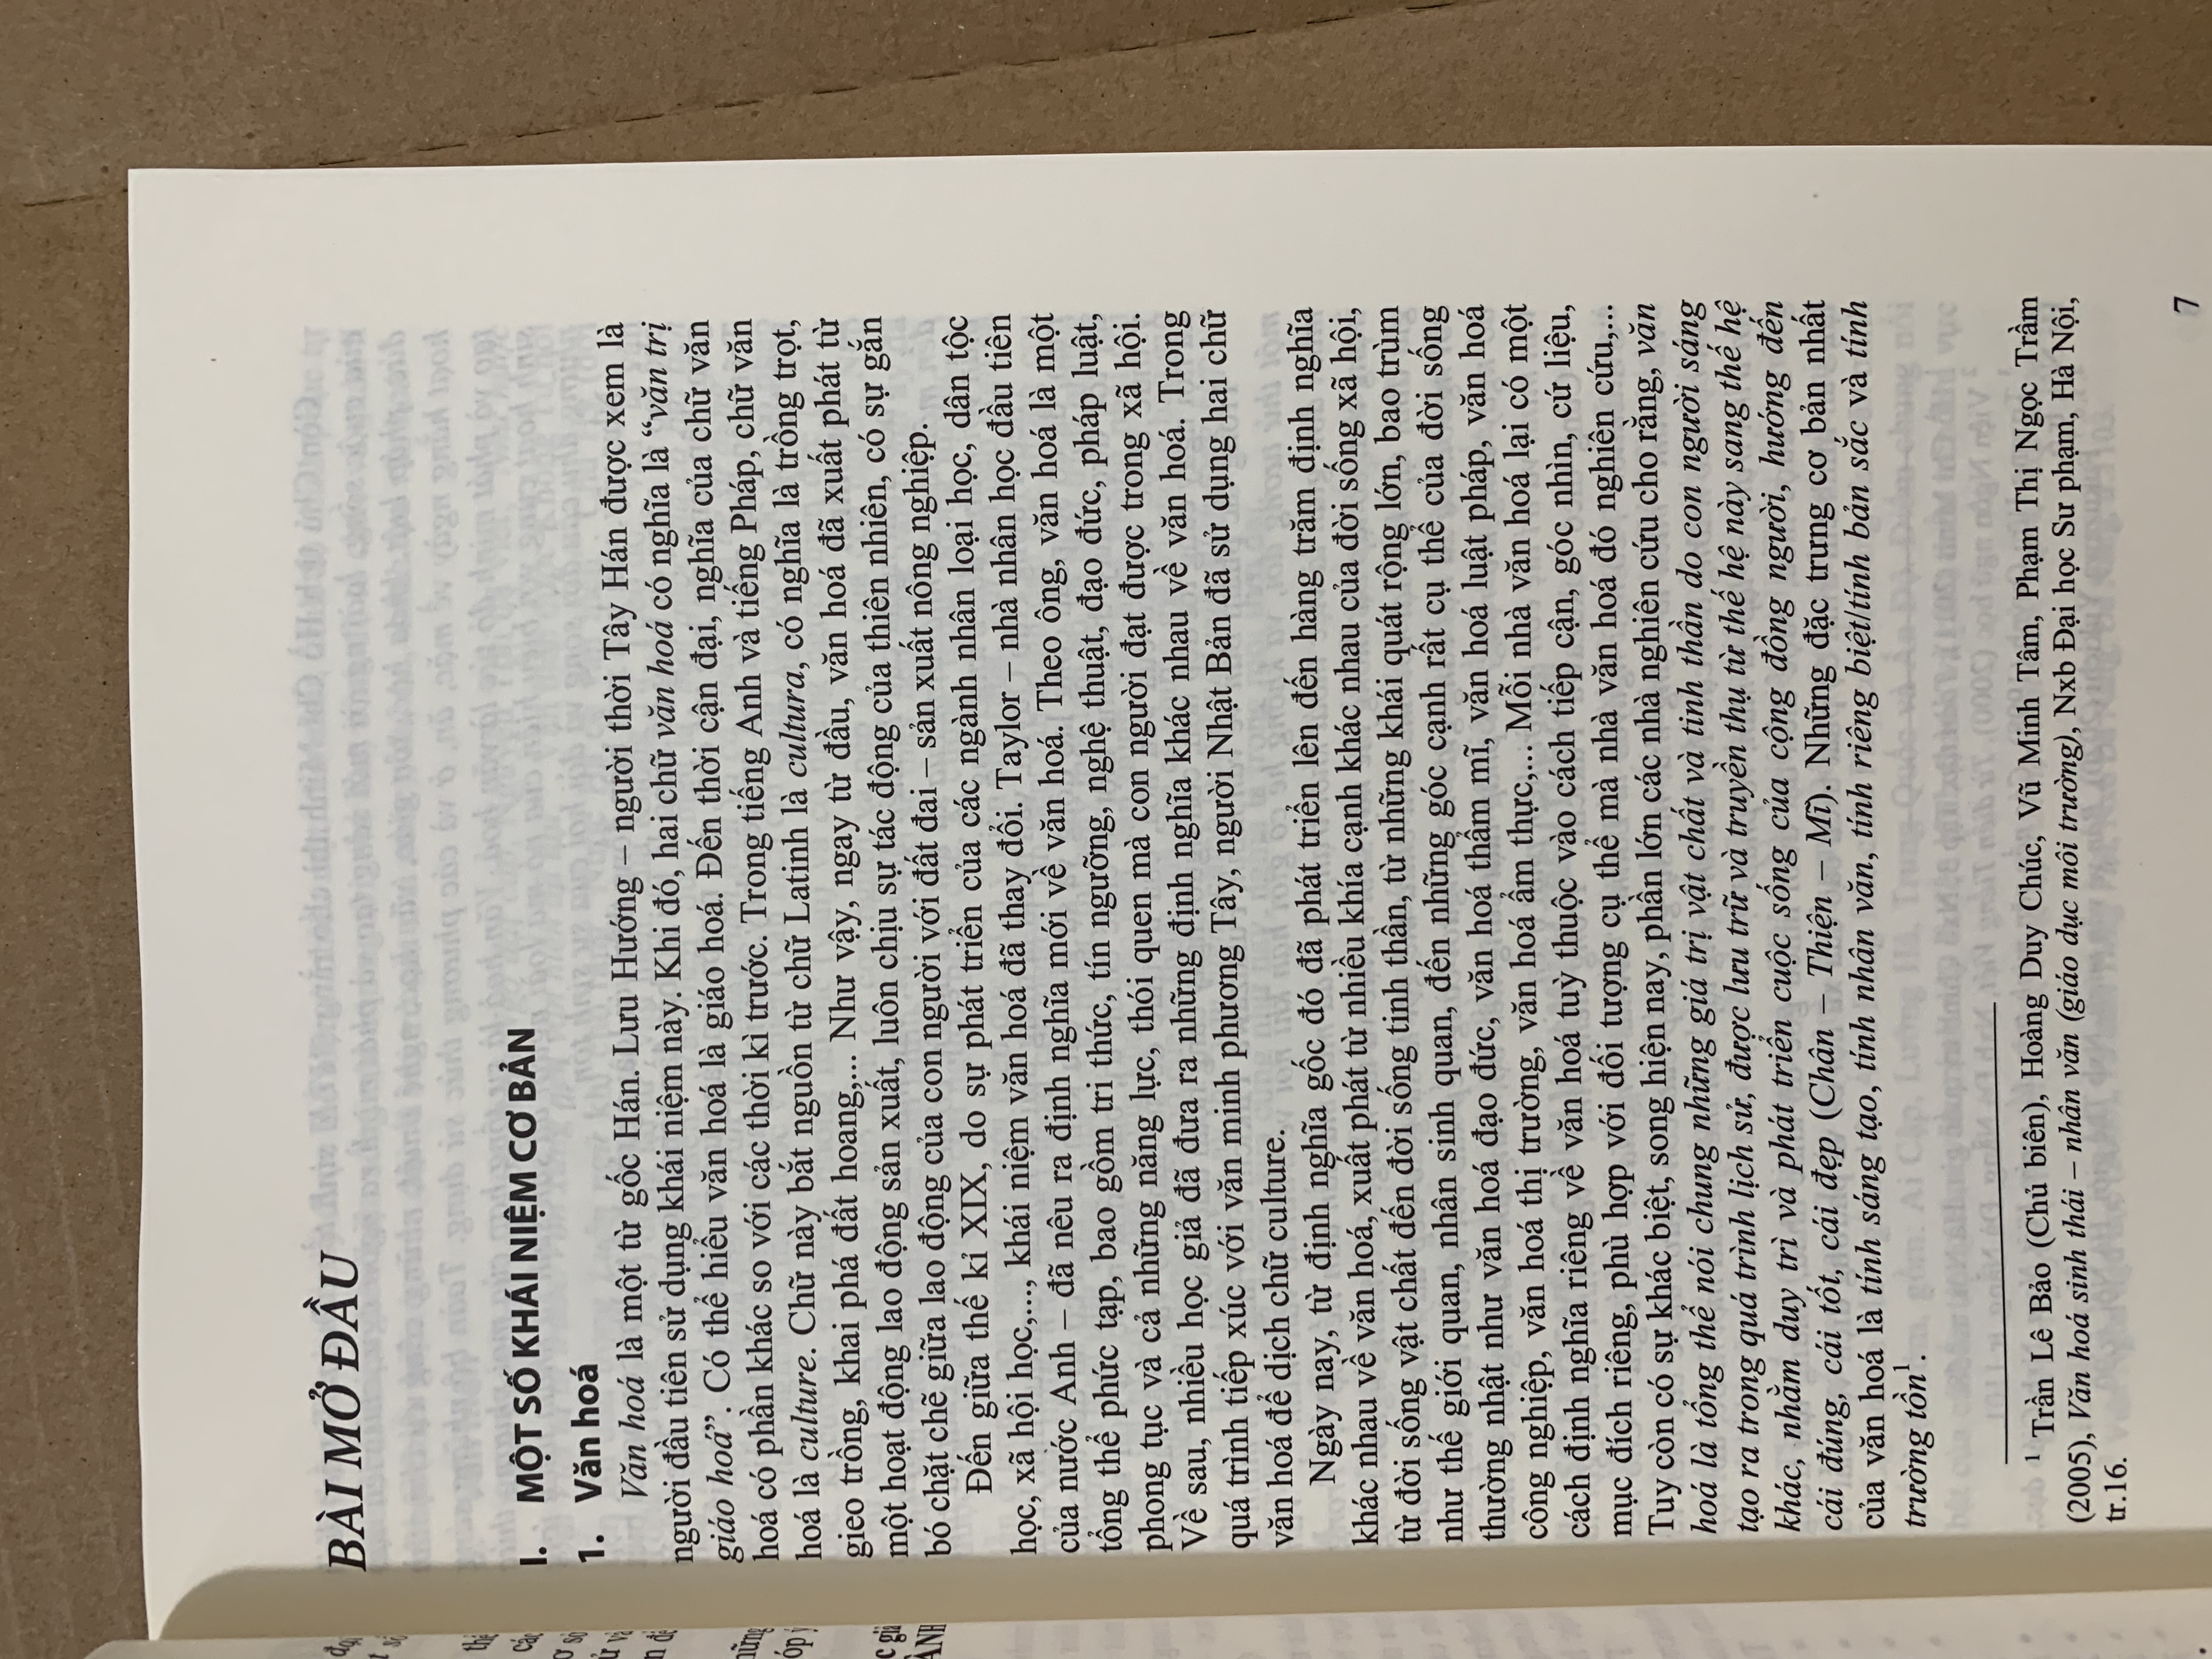 BÀI MỞ ĐẦU
I. MỘT SỐ KHÁI NIỆM CƠ BẢN
1. Văn hoá
Văn hoá là một từ gốc Hán. Lưu Hướng – người thời Tây Hán được xem là
người đầu tiên sử dụng khái niệm này. Khi đó, hai chữ văn hoá có nghĩa là “văn trị
giáo hoá”. Có thể hiểu văn hoá là giáo hoá. Đến thời cận đại, nghĩa của chữ văn
hoá có phần khác so với các thời kì trước. Trong tiếng Anh và tiếng Pháp, chữ văn
hoá là culture. Chữ này bắt nguồn từ chữ Latinh là cultura, có nghĩa là trồng trọt,
gieo trồng, khai phá đất hoang,... Như vậy, ngay từ đầu, văn hoá đã xuất phát từ
một hoạt động lao động sản xuất, luôn chịu sự tác động của thiên nhiên, có sự gắn
bó chặt chẽ giữa lao động của con người với đất đai – sản xuất nông nghiệp.
Đến giữa thế kỉ XIX, do sự phát triển của các ngành nhân loại học, dân tộc
học, xã hội học,..., khái niệm văn hoá đã thay đổi. Taylor – nhà nhân học đầu tiên
của nước Anh – đã nêu ra định nghĩa mới về văn hoá. Theo ông, văn hoá là một
tổng thể phức tạp, bao gồm tri thức, tín ngưỡng, nghệ thuật, đạo đức, pháp luật,
phong tục và cả những năng lực, thói quen mà con người đạt được trong xã hội.
Về sau, nhiều học giả đã đưa ra những định nghĩa khác nhau về văn hoá. Trong
quá trình tiếp xúc với văn minh phương Tây, người Nhật Bản đã sử dụng hai chữ
văn hoá để dịch chữ culture.
Ngày nay, từ định nghĩa gốc đó đã phát triển lên đến hàng trăm định nghĩa
khác nhau về văn hoá, xuất phát từ nhiều khía cạnh khác nhau của đời sống xã hội,
từ đời sống vật chất đến đời sống tinh thần, từ những khái quát rộng lớn, bao trùm
như thế giới quan, nhân sinh quan, đến những góc cạnh rất cụ thể của đời sống
thường nhật như văn hoá đạo đức, văn hoá thẩm mĩ, văn hoá luật pháp, văn hoá
công nghiệp, văn hoá thị trường, văn hoá ẩm thực,... Mỗi nhà văn hoá lại có một
cách định nghĩa riêng về văn hoá tuỳ thuộc vào cách tiếp cận, góc nhìn, cứ liệu,
mục đích riêng, phù hợp với đối tượng cụ thể mà nhà văn hoá đó nghiên cứu,...
Tuy còn có sự khác biệt, song hiện nay, phần lớn các nhà nghiên cứu cho rằng, văn
hoá là tổng thể nói chung những giá trị vật chất và tinh thần do con người sáng
tạo ra trong quá trình lịch sử, được lưu trữ và truyền thụ từ thế hệ này sang thế hệ
khác, nhằm duy trì và phát triển cuộc sống của cộng đồng người, hướng đến
cái đúng, cái tốt, cái đẹp (Chân – Thiện – Mĩ). Những đặc trưng cơ bản nhất
của văn hoá là tính sáng tạo, tính nhân văn, tính riêng biệt/tính bản sắc và tính
trường tồn¹.
¹ Trần Lê Bảo (Chủ biên), Hoàng Duy Chúc, Vũ Minh Tâm, Phạm Thị Ngọc Trầm
(2005), Văn hoá sinh thái – nhân văn (giáo dục môi trường), Nxb Đại học Sư phạm, Hà Nội,
tr.16.
7